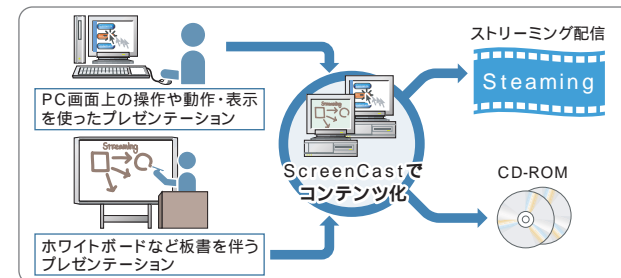 PC画面上の操作や動作・表示
を使ったプレゼンテーション
Streaming
ホワイトボードなど板書を伴う
プレゼンテーション
Streaming
ScreenCastで
コンテンツ化
ストリーミング配信
Steaming
CD-ROM